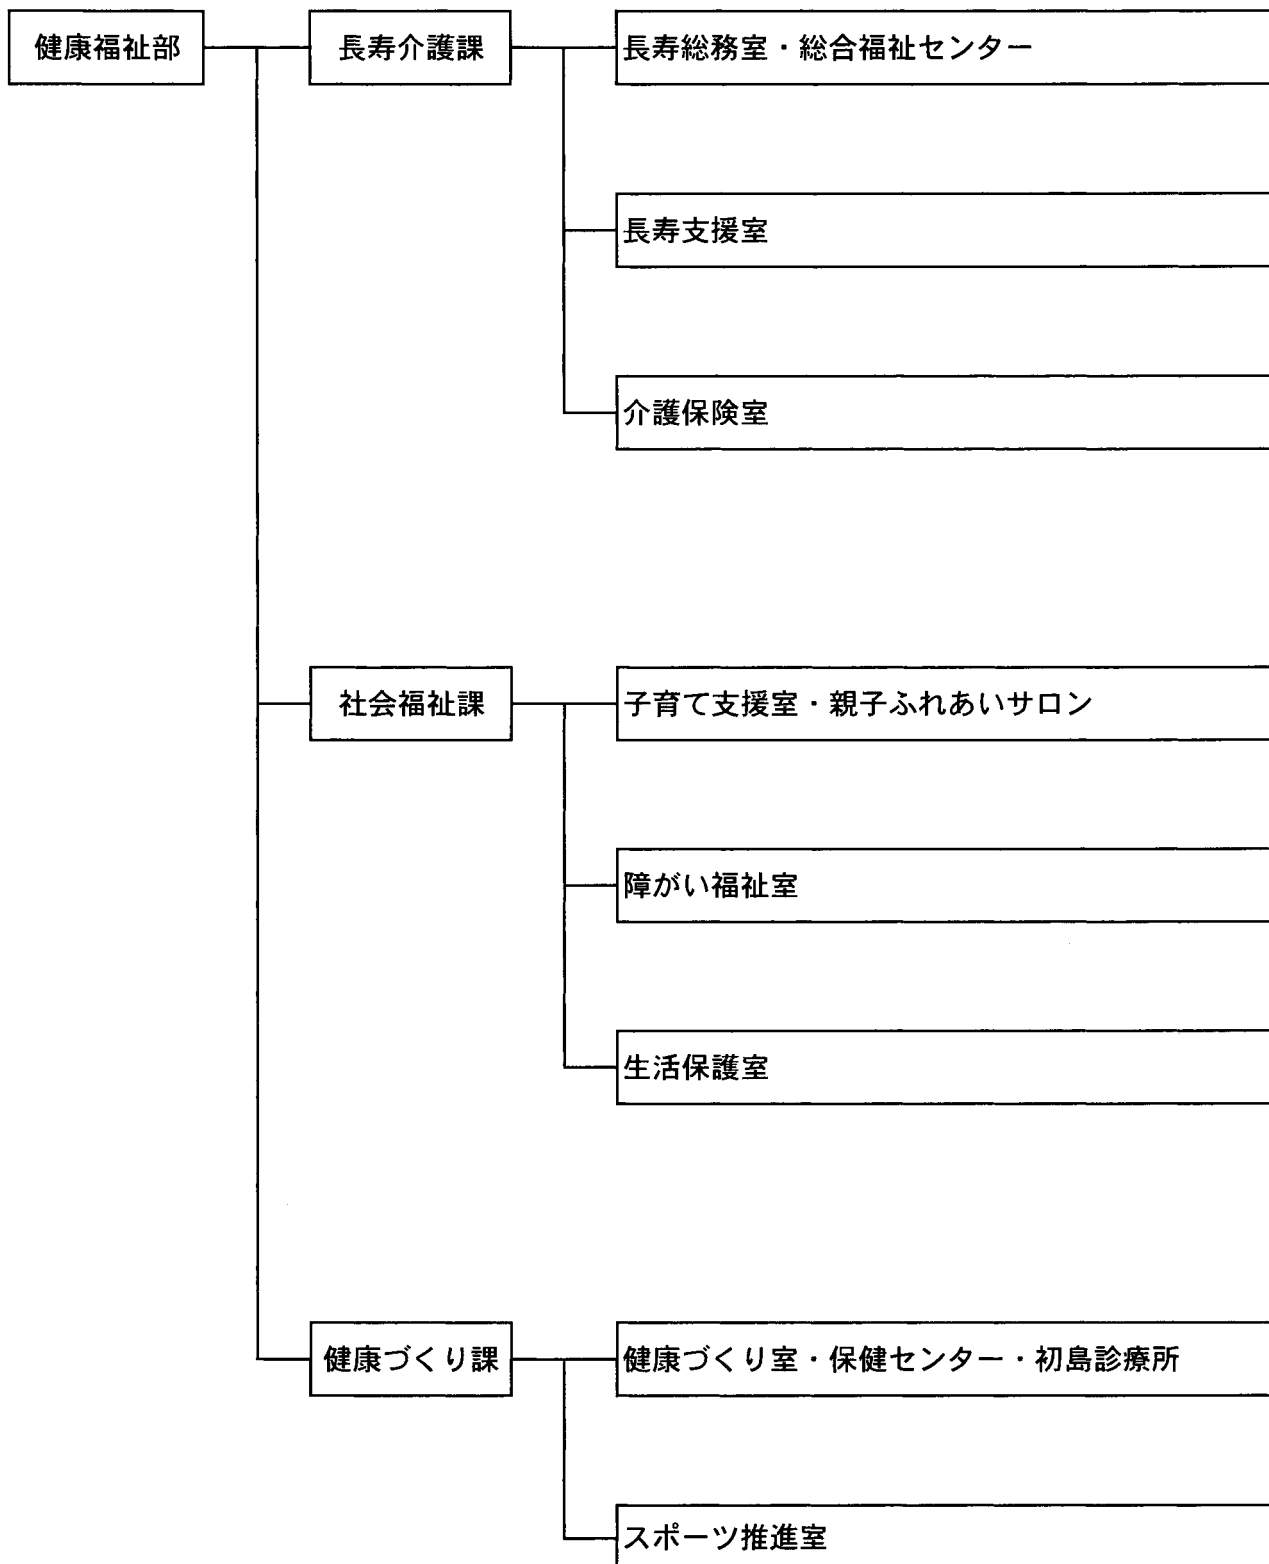 健康福祉部
長寿介護課
長寿総務室・総合福祉センター
長寿支援室
介護保険室
社会福祉課
子育て支援室・親子ふれあいサロン
障がい福祉室
生活保護室
健康づくり課
健康づくり室・保健センター・初島診療所
スポーツ推進室